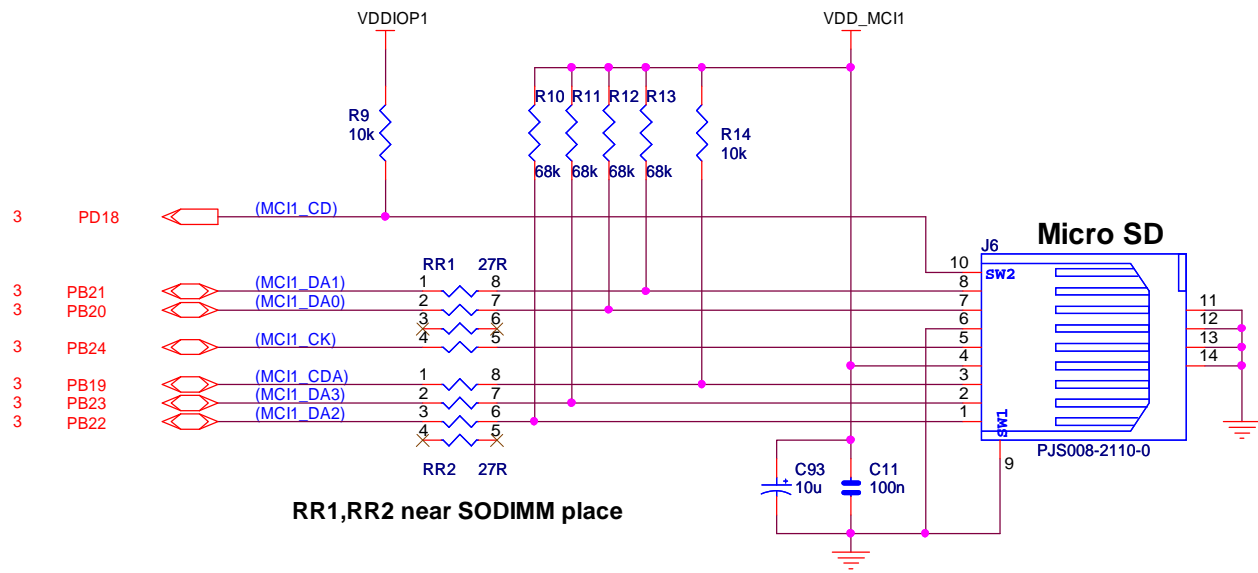 VDDIOP1
VDD_MCI1
R9
10k
R10
R11
R12
R13
68k
68k
68k
68k
R14
10k
3
PD18
(MCI1_CD)
Micro SD
J6
RR1
27R
10
SW2
3
PB21
(MCI1_DA1)
1
8
8
3
PB20
(MCI1_DA0)
2
7
7
3
6
6
3
PB24
(MCI1_CK)
4
5
5
4
3
PB19
(MCI1_CDA)
1
8
3
3
PB23
(MCI1_DA3)
2
7
2
3
PB22
(MCI1_DA2)
3
6
1
4
5
SW1
11
12
13
14
RR2
27R
PJS008-2110-0
9
C93
10u
+
C11
100n
RR1,RR2 near SODIMM place